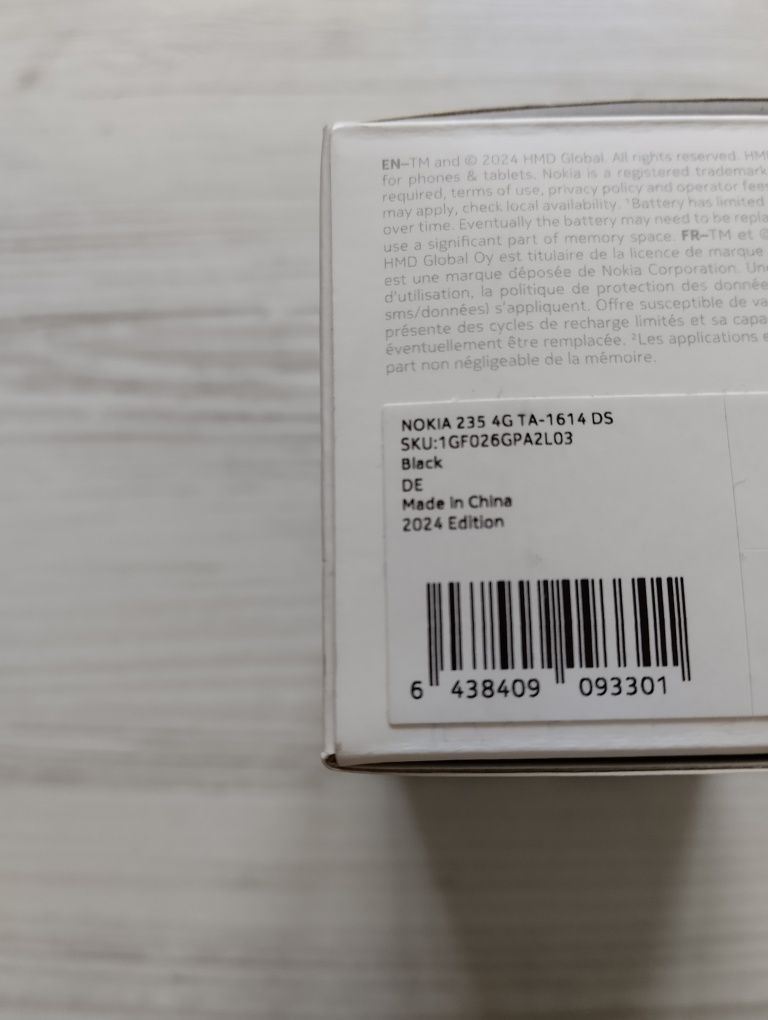 EN–TM and © 2024 HMD Global. All rights reserved. HMD
for phones & tablets. Nokia is a registered trademark
required, terms of use, privacy policy and operator fees
may apply, check local availability. ¹Battery has limited
over time. Eventually the battery may need to be repla
use a significant part of memory space. FR–TM et ©
HMD Global Oy est titulaire de la licence de marque
est une marque déposée de Nokia Corporation. Une
d'utilisation, la politique de protection des données
sms/données) s'appliquent. Offre susceptible de va
présente des cycles de recharge limités et sa capa
éventuellement être remplacée. ²Les applications e
part non négligeable de la mémoire.
NOKIA 235 4G TA-1614 DS
SKU:1GF026GPA2L03
Black
DE
Made in China
2024 Edition
6 438409 093301